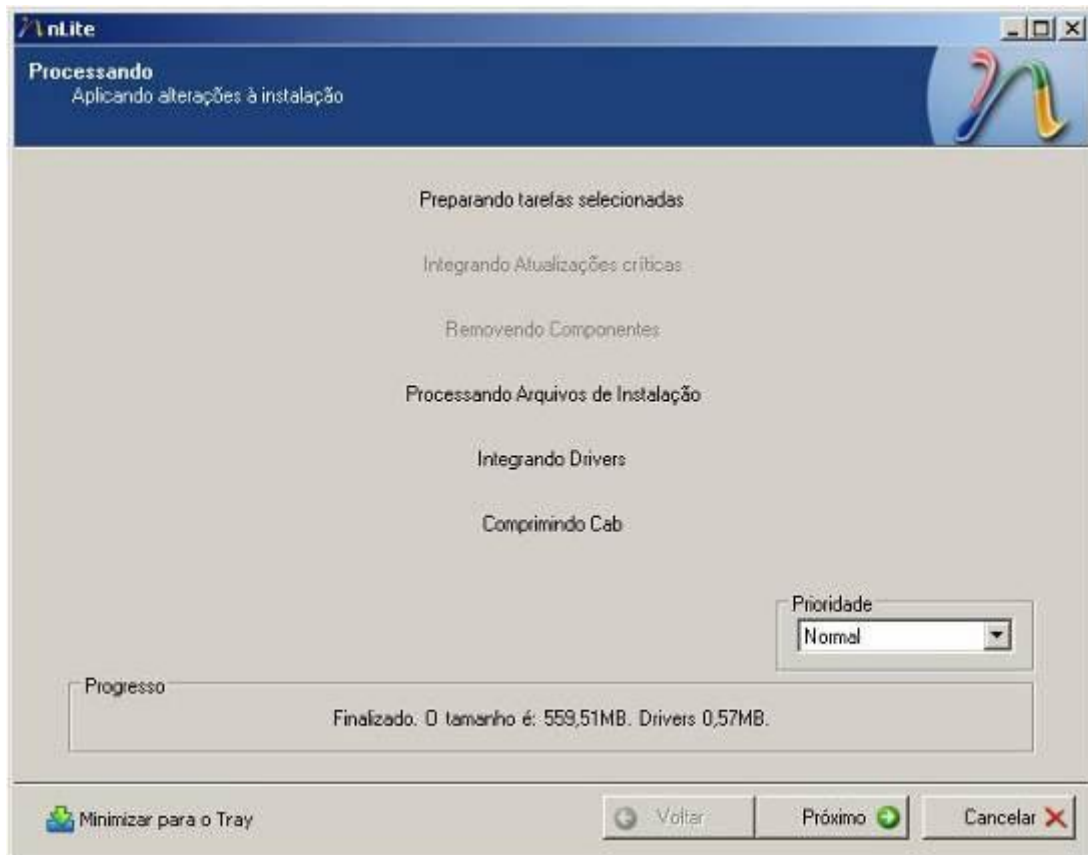 nLite
Processando
Aplicando alterações à instalação
Preparando tarefas selecionadas
Integrando Atualizações críticas
Removendo Componentes
Processando Arquivos de Instalação
Integrando Drivers
Comprimindo Cab
Prioridade
Normal
Progresso
Finalizado. O tamanho é: 559,51MB. Drivers 0,57MB.
Minimizar para o Tray
Voltar
Próximo
Cancelar